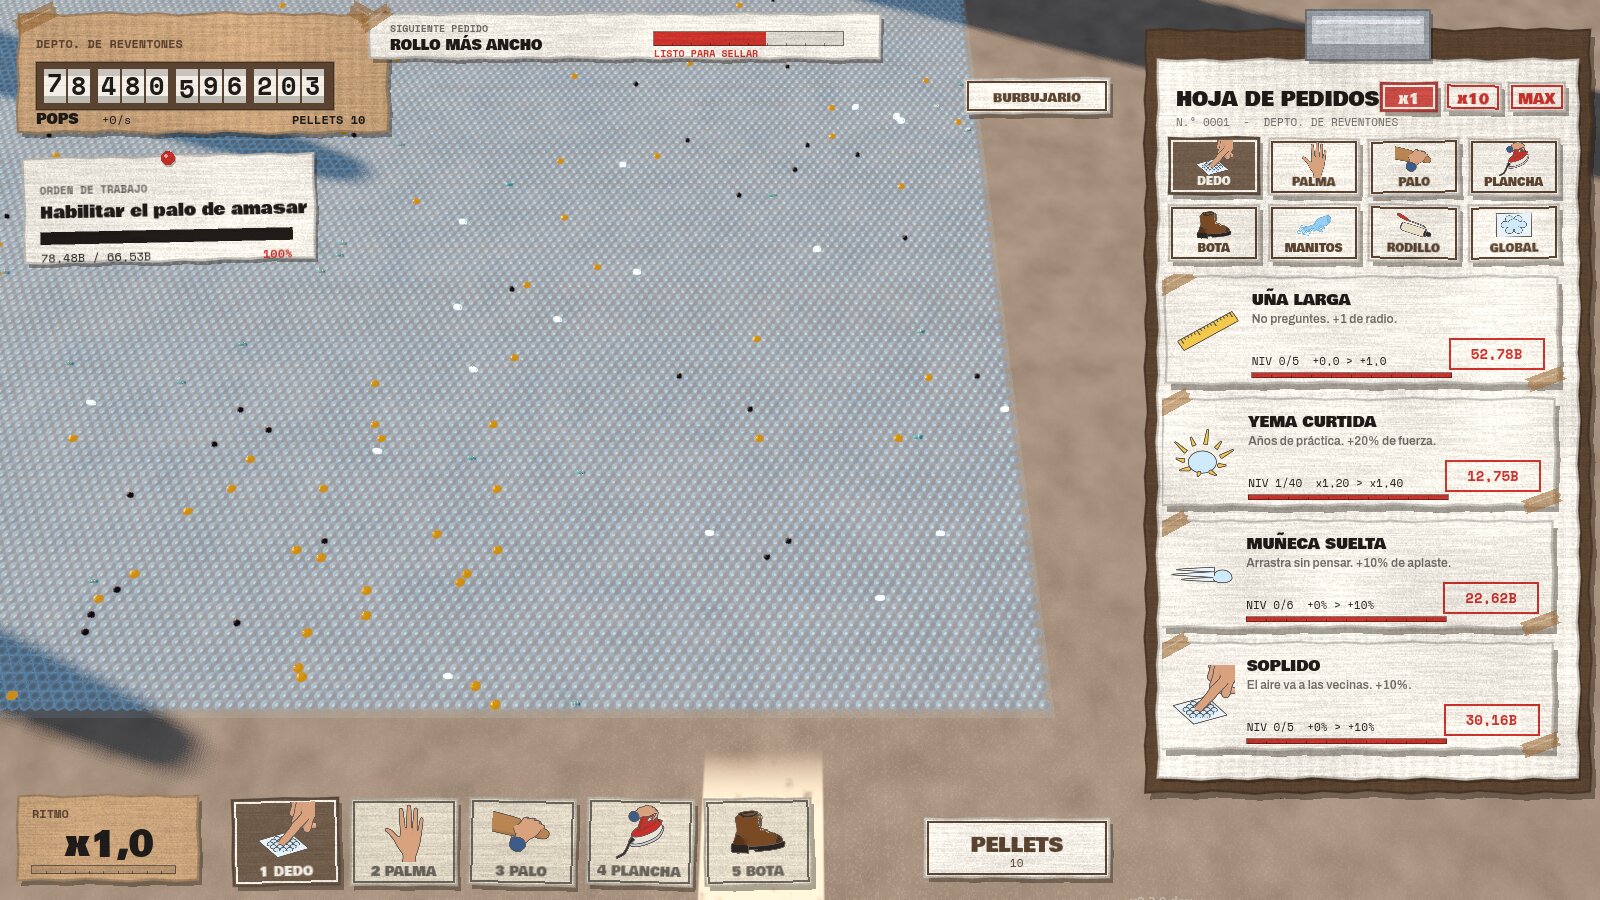 DEPTO. DE REVENTONES
78 480 596 203
POPS +0/s PELLETS 10
SIGUIENTE PEDIDO
ROLLO MÁS ANCHO
LISTO PARA SELLAR
BURBUJARIO
ORDEN DE TRABAJO
Habilitar el palo de amasar
78,48B / 66,53B 100%
HOJA DE PEDIDOS x1 x10 MAX
N.° 0001 - DEPTO. DE REVENTONES
DEDO PALMA PALO PLANCHA
BOTA MANITOS RODILLO GLOBAL
UÑA LARGA
No preguntes. +1 de radio.
NIV 0/5 +0,0 > +1,0 52,78B
YEMA CURTIDA
Años de práctica. +20% de fuerza.
NIV 1/40 x1,20 > x1,40 12,75B
MUÑECA SUELTA
Arrastra sin pensar. +10% de aplaste.
NIV 0/6 +0% > +10% 22,62B
SOPLIDO
El aire va a las vecinas. +10%.
NIV 0/5 +0% > +10% 30,16B
RITMO
x1,0
1 DEDO 2 PALMA 3 PALO 4 PLANCHA 5 BOTA
PELLETS
10